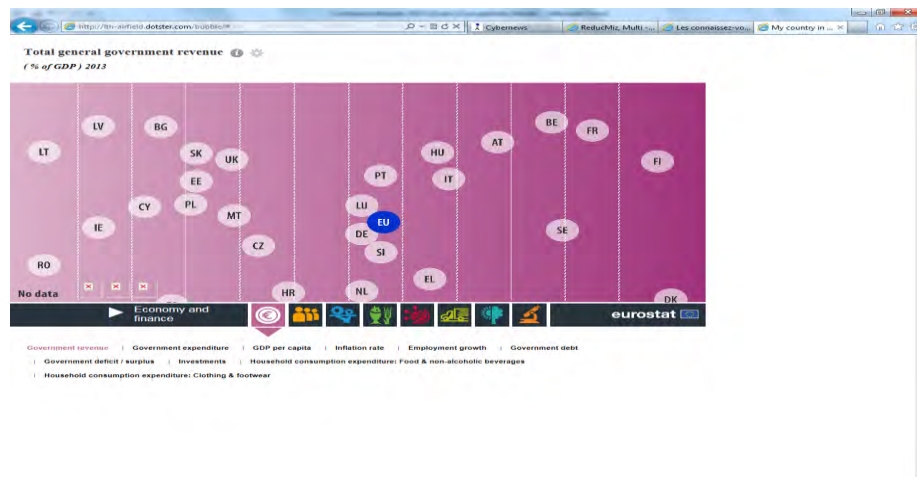 http://ith-airfield.dotster.com/bubble/#
Cybernews
ReducMiz, Multi -...
Les connaissez-vo...
My country in ...
Total general government revenue
( % of GDP ) 2013
LV
BG
BE
FR
AT
LT
SK
UK
HU
FI
EE
PT
IT
CY
PL
MT
LU
EU
IE
DE
SE
CZ
SI
RO
EL
No data
HR
NL
DK
Economy and
finance
eurostat
Government revenue | Government expenditure | GDP per capita | Inflation rate | Employment growth | Government debt
| Government deficit / surplus | Investments | Household consumption expenditure: Food & non-alcoholic beverages
| Household consumption expenditure: Clothing & footwear